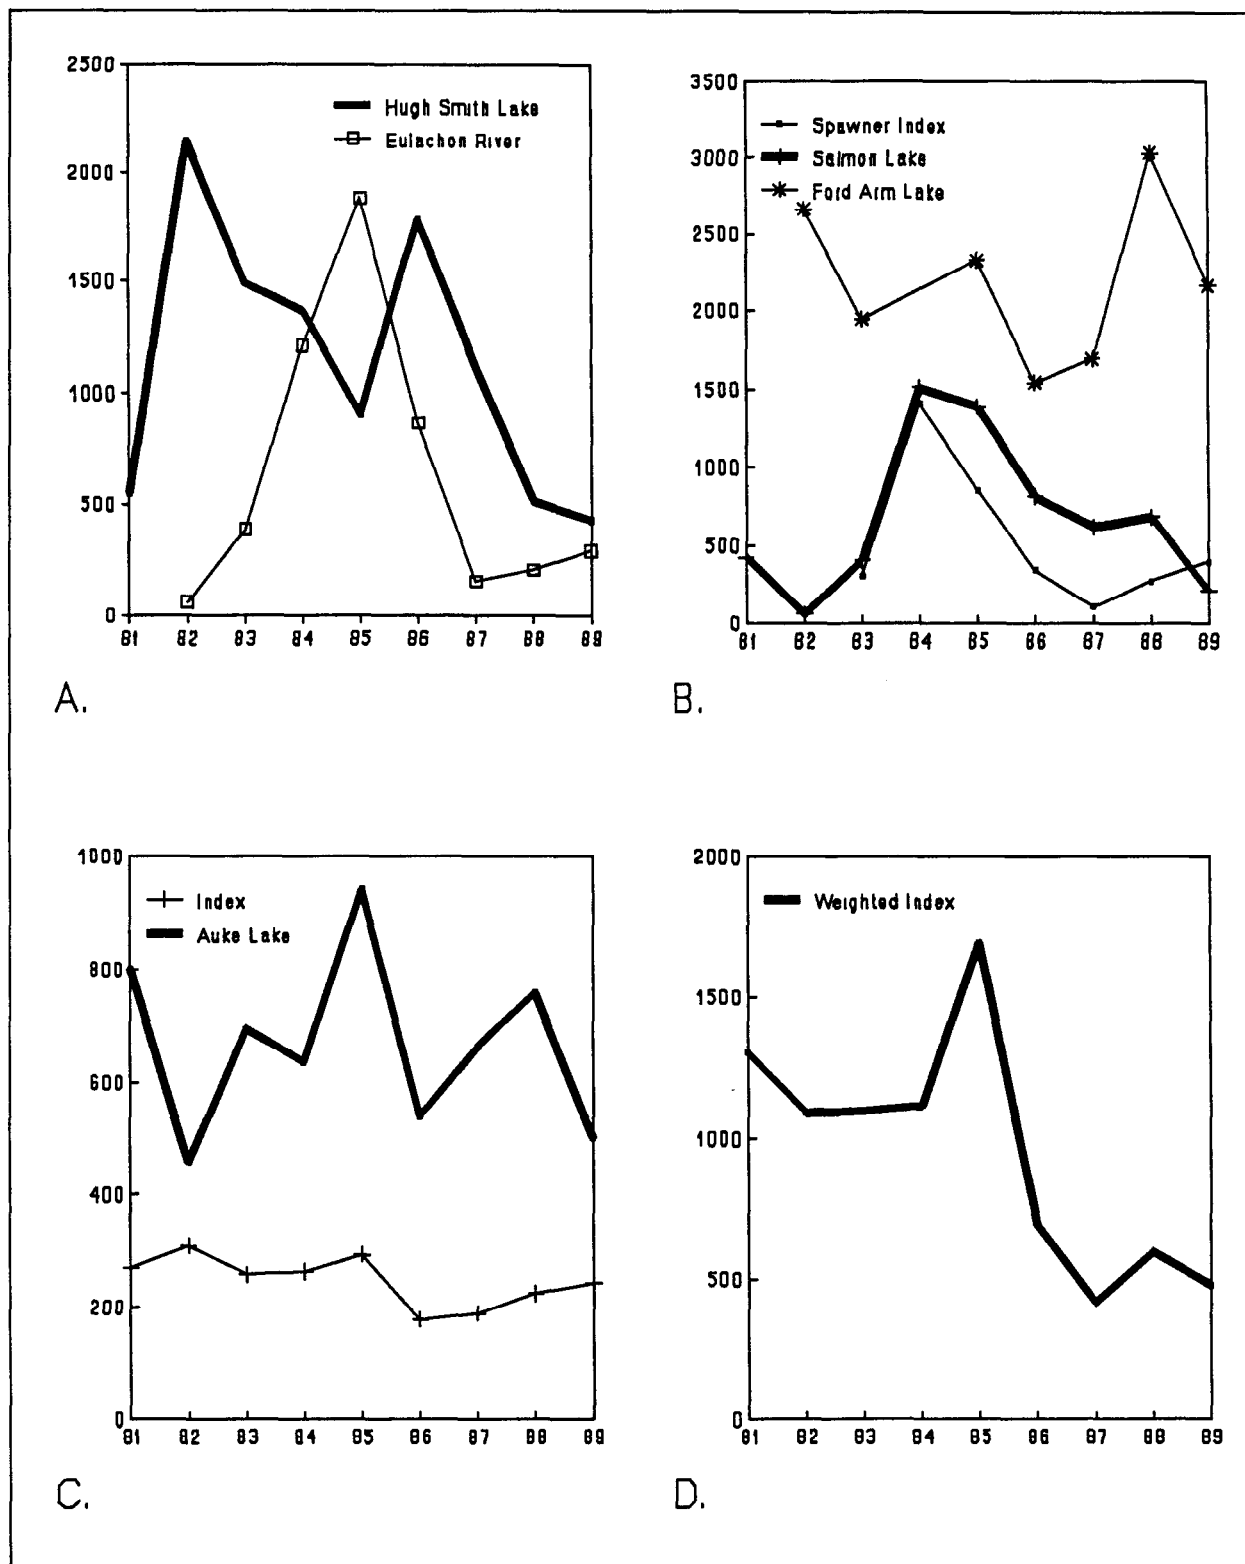 2500
2000
1500
1000
500
0
81 82 83 84 85 86 87 88 89
Hugh Smith Lake
Eulachon River
A.
3500
3000
2500
2000
1500
1000
500
0
81 82 83 84 85 86 87 88 89
Spawner Index
Salmon Lake
Ford Arm Lake
B.
1000
800
600
400
200
0
81 82 83 84 85 86 87 88 89
Index
Auke Lake
C.
2000
1500
1000
500
0
81 82 83 84 85 86 87 88 89
Weighted Index
D.